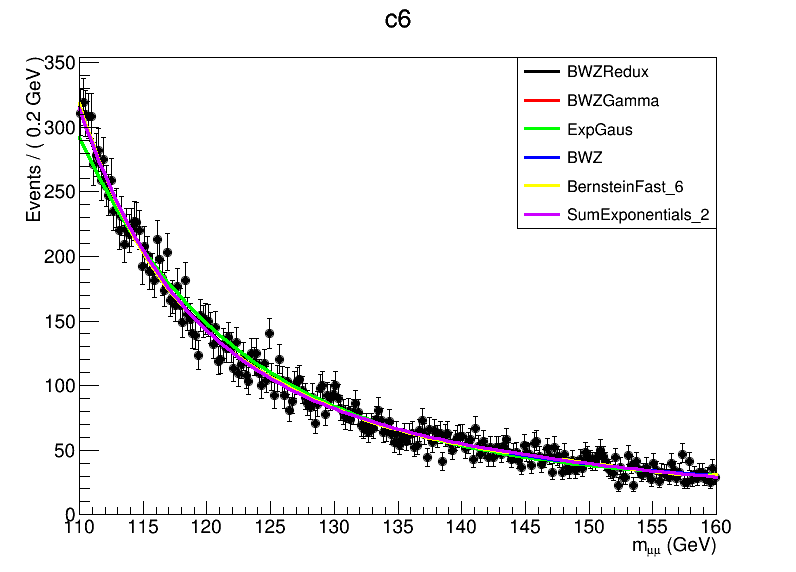 c6
Events / ( 0.2 GeV )
350
300
250
200
150
100
50
0
BWZRedux
BWZGamma
ExpGaus
BWZ
BernsteinFast_6
SumExponentials_2
110 115 120 125 130 135 140 145 150 155 160
mμμ (GeV)